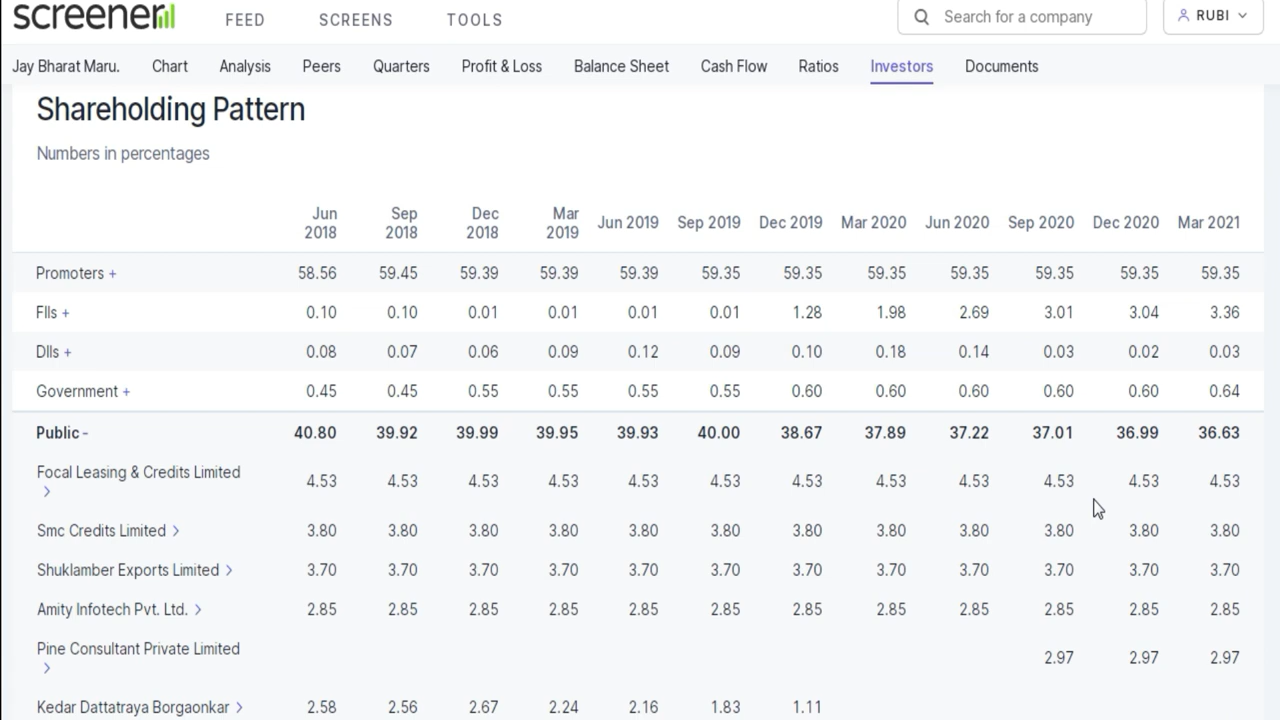 screener
FEED SCREENS TOOLS
Search for a company
RUBI
Jay Bharat Maru. Chart Analysis Peers Quarters Profit & Loss Balance Sheet Cash Flow Ratios Investors Documents
Shareholding Pattern
Numbers in percentages
Jun 2018 Sep 2018 Dec 2018 Mar 2019 Jun 2019 Sep 2019 Dec 2019 Mar 2020 Jun 2020 Sep 2020 Dec 2020 Mar 2021
Promoters + 58.56 59.45 59.39 59.39 59.39 59.35 59.35 59.35 59.35 59.35 59.35 59.35
FIIs + 0.10 0.10 0.01 0.01 0.01 0.01 1.28 1.98 2.69 3.01 3.04 3.36
DIIs + 0.08 0.07 0.06 0.09 0.12 0.09 0.10 0.18 0.14 0.03 0.02 0.03
Government + 0.45 0.45 0.55 0.55 0.55 0.55 0.60 0.60 0.60 0.60 0.60 0.64
Public - 40.80 39.92 39.99 39.95 39.93 40.00 38.67 37.89 37.22 37.01 36.99 36.63
Focal Leasing & Credits Limited > 4.53 4.53 4.53 4.53 4.53 4.53 4.53 4.53 4.53 4.53 4.53 4.53
Smc Credits Limited > 3.80 3.80 3.80 3.80 3.80 3.80 3.80 3.80 3.80 3.80 3.80 3.80
Shuklamber Exports Limited > 3.70 3.70 3.70 3.70 3.70 3.70 3.70 3.70 3.70 3.70 3.70 3.70
Amity Infotech Pvt. Ltd. > 2.85 2.85 2.85 2.85 2.85 2.85 2.85 2.85 2.85 2.85 2.85 2.85
Pine Consultant Private Limited > 2.97 2.97 2.97
Kedar Dattatraya Borgaonkar > 2.58 2.56 2.67 2.24 2.16 1.83 1.11